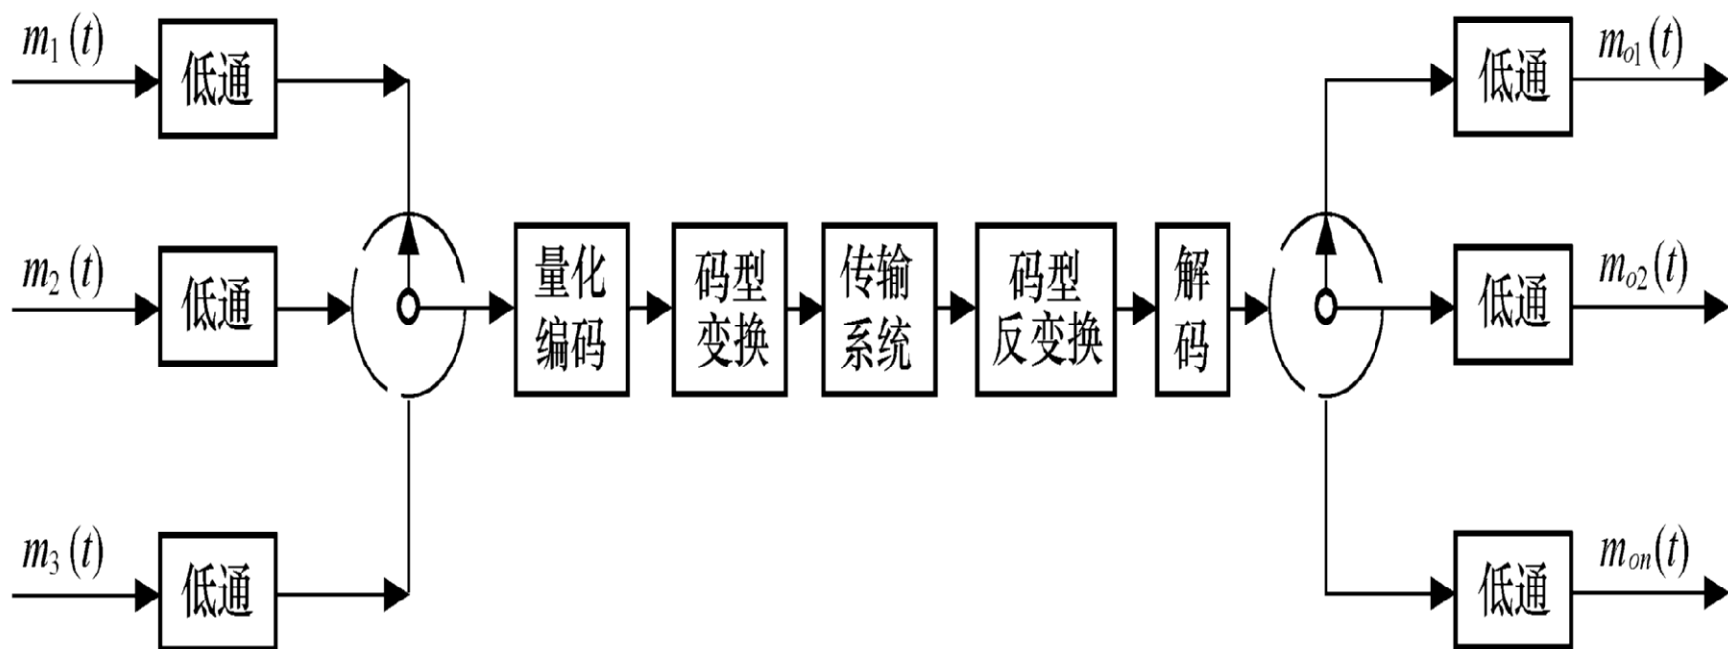 m₁(t)
低通
m₂(t)
低通
m₃(t)
低通
量化
编码
码型
变换
传输
系统
码型
反变换
解
码
低通
mₒ₁(t)
低通
mₒ₂(t)
低通
mₒₙ(t)